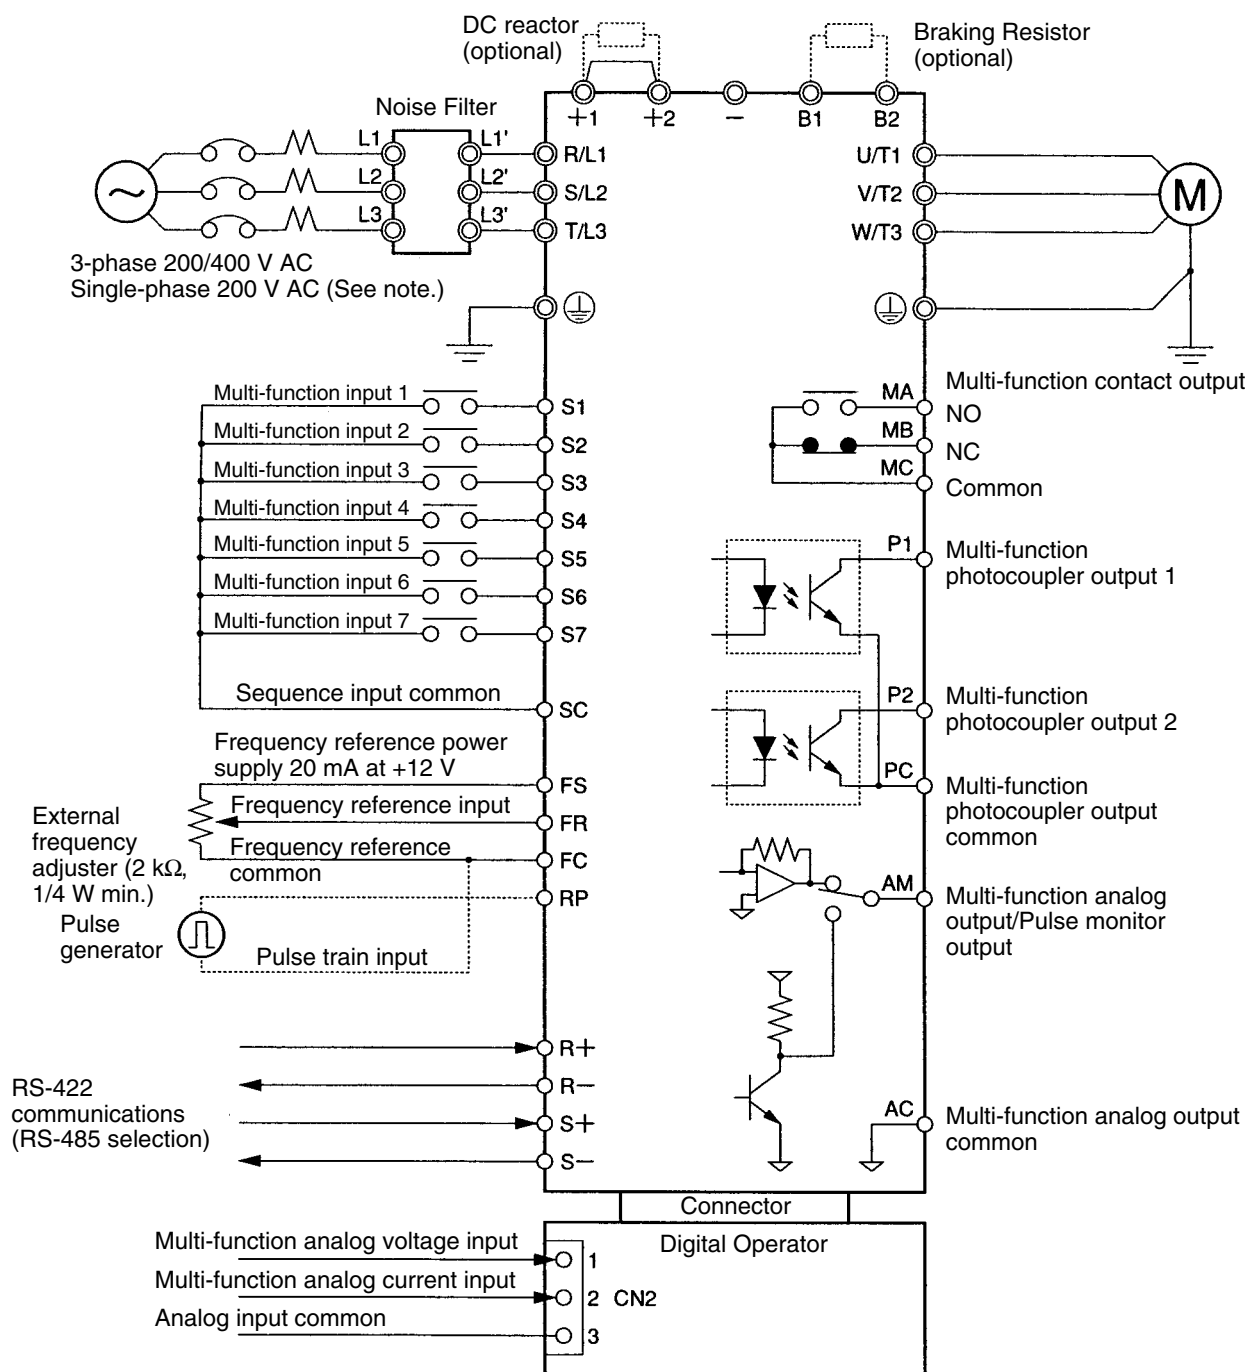 DC reactor
(optional)
Braking Resistor
(optional)
+1
+2
−
B1
B2
Noise Filter
L1
L1'
R/L1
U/T1
L2
L2'
S/L2
V/T2
M
L3
L3'
T/L3
W/T3
3-phase 200/400 V AC
Single-phase 200 V AC (See note.)
Multi-function input 1
S1
Multi-function input 2
S2
Multi-function input 3
S3
Multi-function input 4
S4
Multi-function input 5
S5
Multi-function input 6
S6
Multi-function input 7
S7
Sequence input common
SC
MA
Multi-function contact output
NO
MB
NC
MC
Common
P1
Multi-function
photocoupler output 1
P2
Multi-function
photocoupler output 2
PC
Multi-function
photocoupler output
common
Frequency reference power
supply 20 mA at +12 V
FS
Frequency reference input
FR
Frequency reference
common
FC
External
frequency
adjuster (2 kΩ,
1/4 W min.)
RP
Pulse
generator
Pulse train input
AM
Multi-function analog
output/Pulse monitor
output
R+
R−
S+
S−
RS-422
communications
(RS-485 selection)
AC
Multi-function analog output
common
Connector
Digital Operator
Multi-function analog voltage input
1
Multi-function analog current input
2
CN2
Analog input common
3